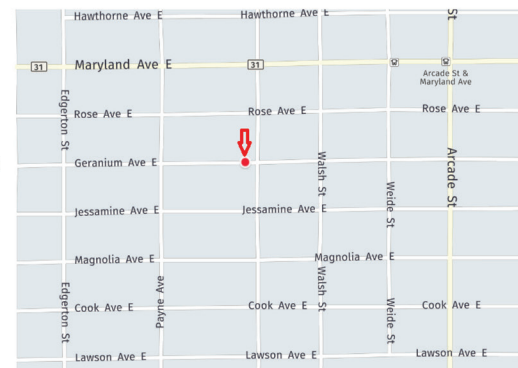 Hawthorne Ave E
Hawthorne Ave E
St
31
Maryland Ave E
31
Arcade St &
Maryland Ave
Edgerton St
Rose Ave E
Rose Ave E
Rose Ave E
Geranium Ave E
Walsh St
Arcade St
Weide St
Jessamine Ave E
Jessamine Ave E
Magnolia Ave E
Magnolia Ave E
Edgerton St
Payne Ave
Walsh St
Weide St
Cook Ave E
Cook Ave E
Cook Ave E
Lawson Ave E
Lawson Ave E
Lawson Ave E